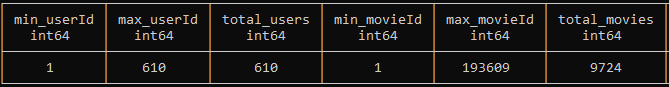 min_userId max_userId total_users min_movieId max_movieId total_movies
int64 int64 int64 int64 int64 int64
1 610 610 1 193609 9724